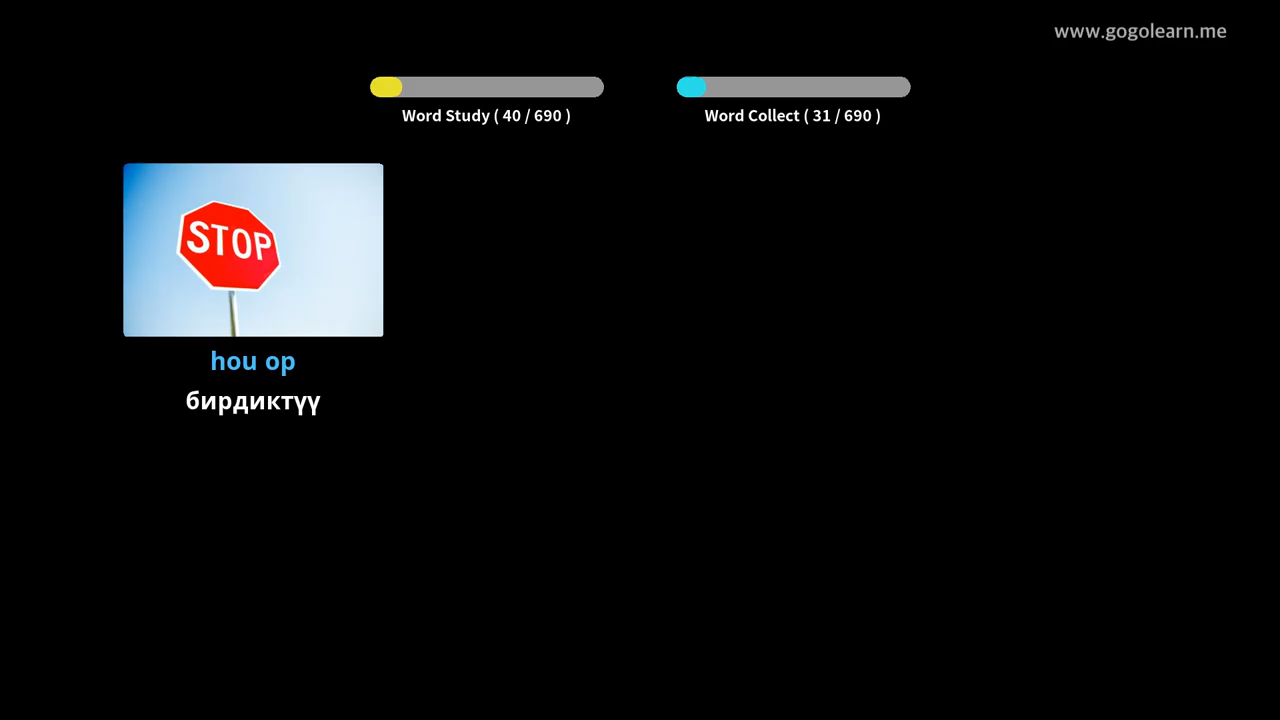 www.gogolearn.me
Word Study ( 40 / 690 )
Word Collect ( 31 / 690 )
STOP
hou op
бирдиктүү